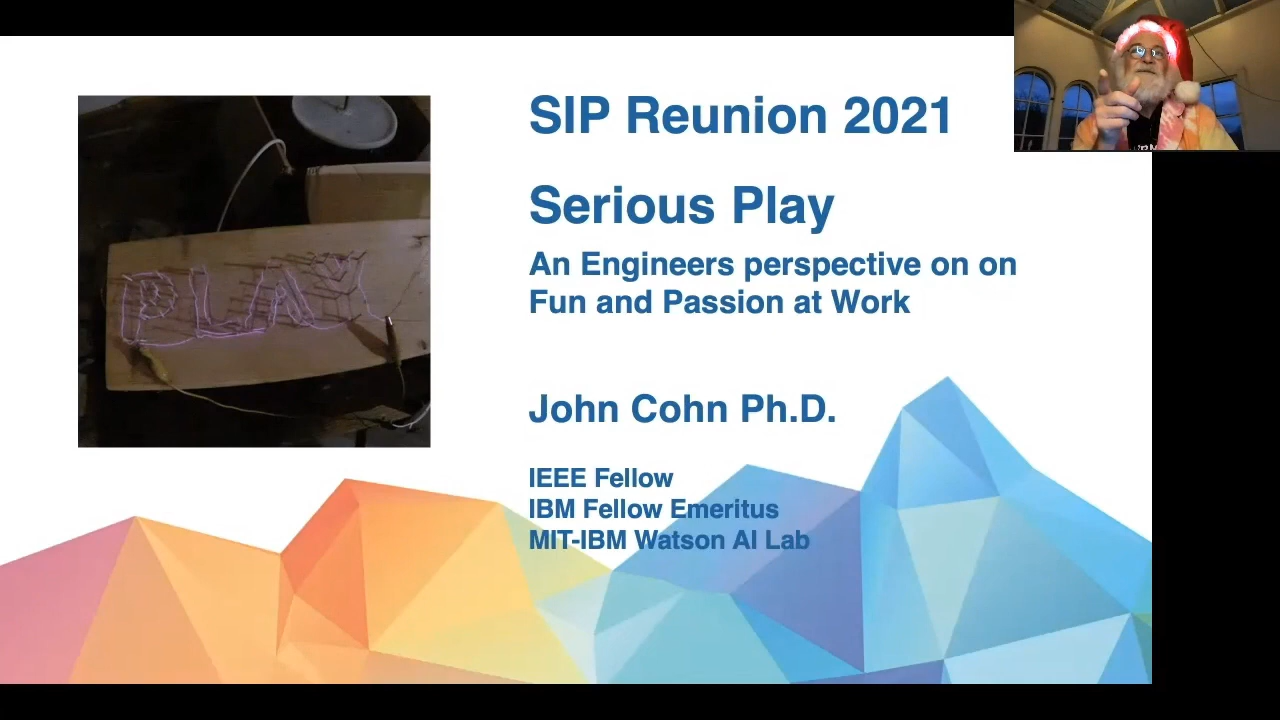 SIP Reunion 2021
Serious Play
An Engineers perspective on on
Fun and Passion at Work
John Cohn Ph.D.
IEEE Fellow
IBM Fellow Emeritus
MIT-IBM Watson AI Lab
PLAY